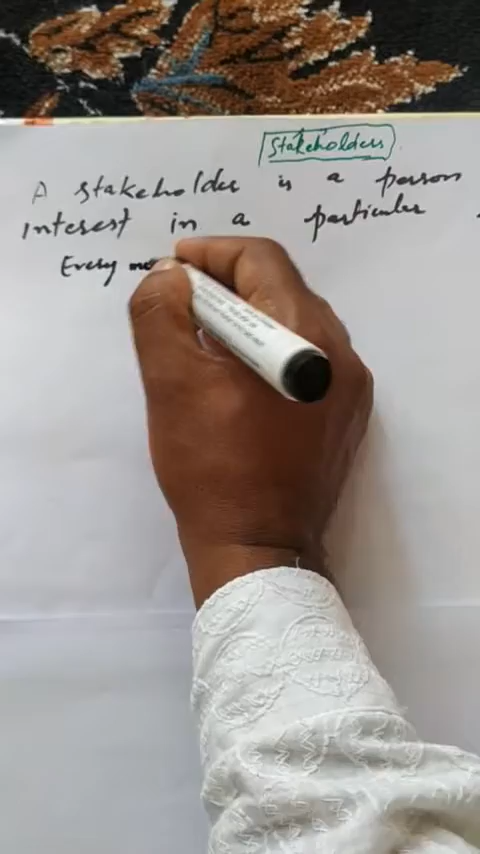 Stakeholders
A stakeholder is a person
interest in a particular
Every